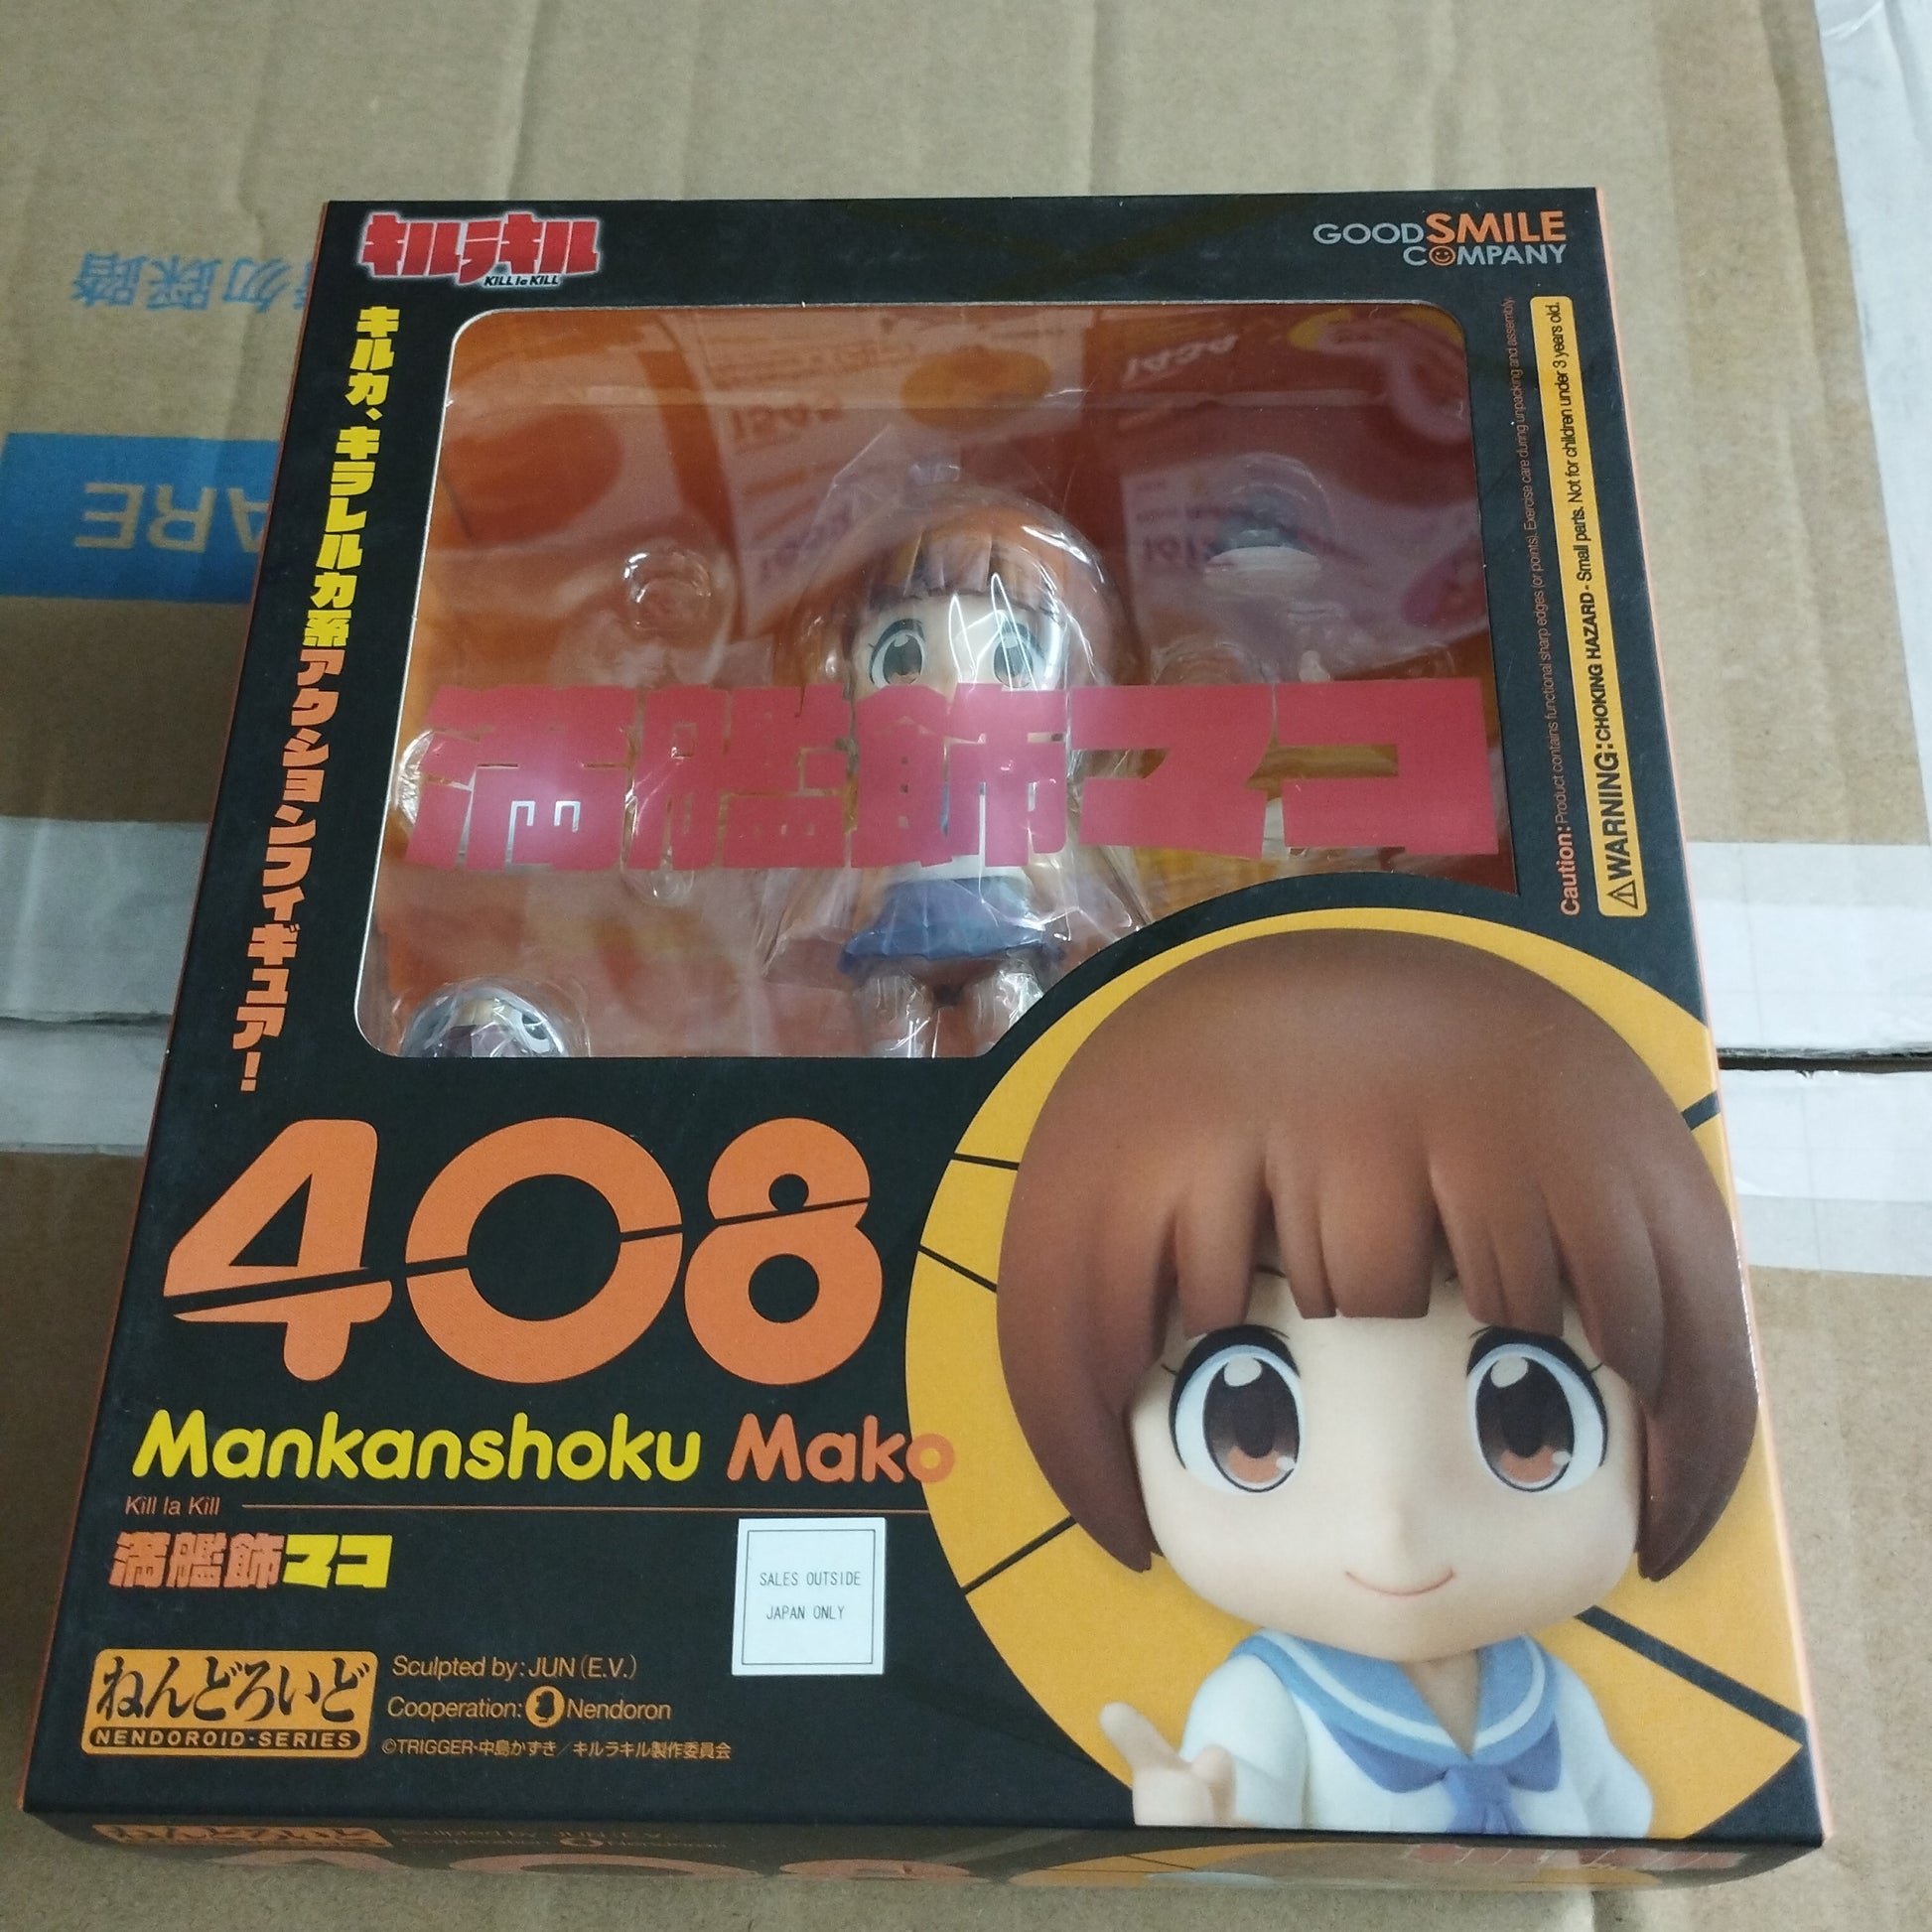 キルラキル
KILL la KILL
GOOD SMILE
COMPANY
キルカ、キラレルカ系アクションフィギュア!
Caution: Product contains functional sharp edges (or points). Exercise care during unpacking and assembly.
⚠WARNING: CHOKING HAZARD - Small parts. Not for children under 3 years old.
満艦飾マコ
408
Mankanshoku Mako
Kill la Kill
満艦飾マコ
SALES OUTSIDE
JAPAN ONLY
ねんどろいど
NENDOROID·SERIES
Sculpted by: JUN (E.V.)
Cooperation: Nendoron
©TRIGGER・中島かずき／キルラキル製作委員会
勿踩踏
ARE